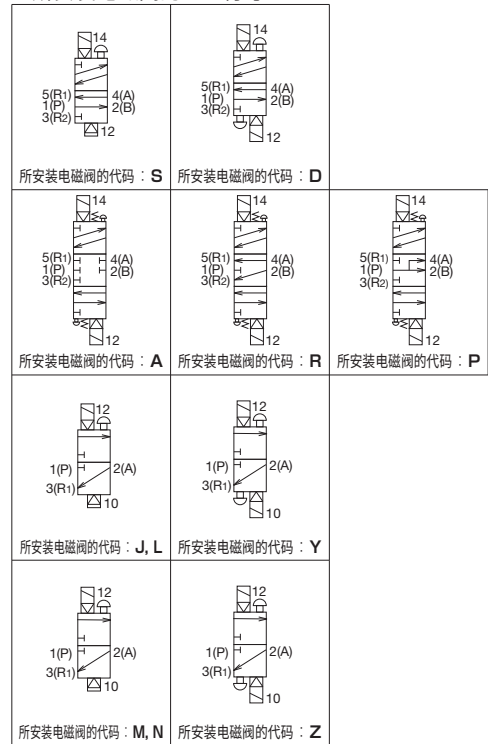 14
5(R1)
1(P)
3(R2)
4(A)
2(B)
12
所安装电磁阀的代码：S
14
5(R1)
1(P)
3(R2)
4(A)
2(B)
12
所安装电磁阀的代码：D
14
5(R1)
1(P)
3(R2)
4(A)
2(B)
12
所安装电磁阀的代码：A
14
5(R1)
1(P)
3(R2)
4(A)
2(B)
12
所安装电磁阀的代码：R
14
5(R1)
1(P)
3(R2)
4(A)
2(B)
12
所安装电磁阀的代码：P
12
1(P)
3(R1)
2(A)
10
所安装电磁阀的代码：J, L
12
1(P)
3(R1)
2(A)
10
所安装电磁阀的代码：Y
12
1(P)
3(R1)
2(A)
10
所安装电磁阀的代码：M, N
12
1(P)
3(R1)
2(A)
10
所安装电磁阀的代码：Z